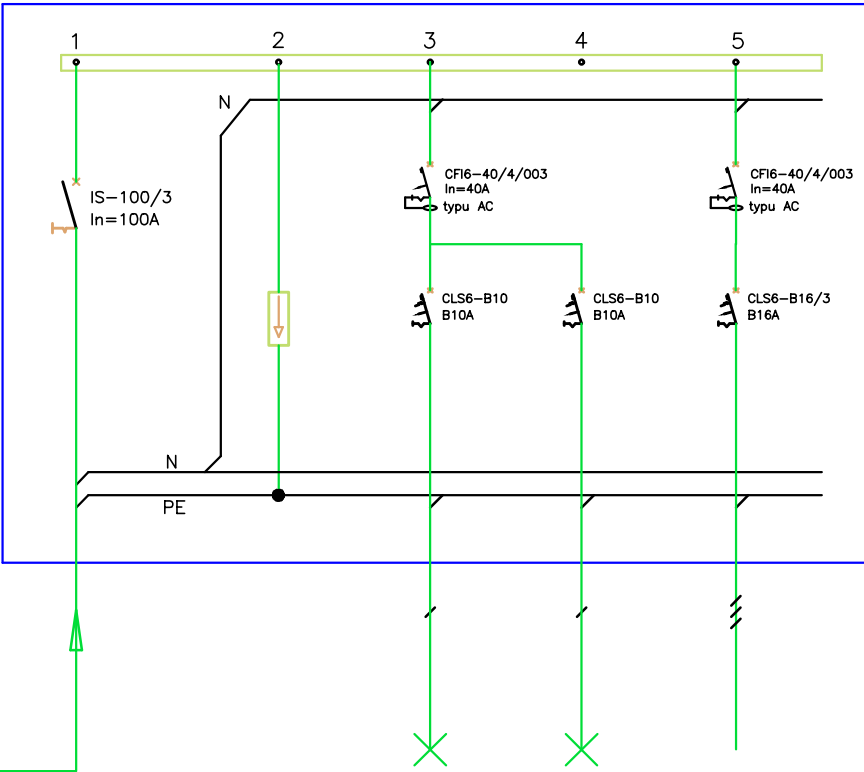 1
2
3
4
5
N
IS-100/3
In=100A
CFI6-40/4/003
In=40A
typu AC
CFI6-40/4/003
In=40A
typu AC
CLS6-B10
B10A
CLS6-B10
B10A
CLS6-B16/3
B16A
N
PE